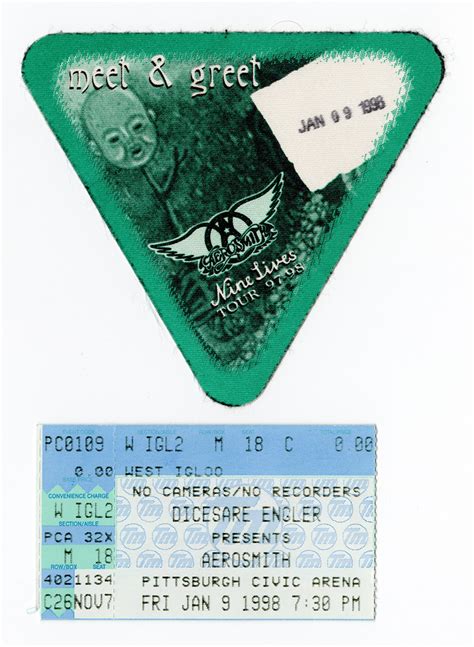 meet & greet
JAN 09 1998
AEROSMITH
Nine Lives
TOUR 97-98
PC0109 W IGL2 M 18 C 0.00
0.00 WEST IGLOO
CONVENIENCE CHARGE
NO CAMERAS/NO RECORDERS
W IGL2 DICESARE ENGLER
SECTION/AISLE
PCA 32X PRESENTS
M 18 AEROSMITH
ROW/BOX SEAT
4021134 PITTSBURGH CIVIC ARENA
C26NOV7 FRI JAN 9 1998 7:30 PM